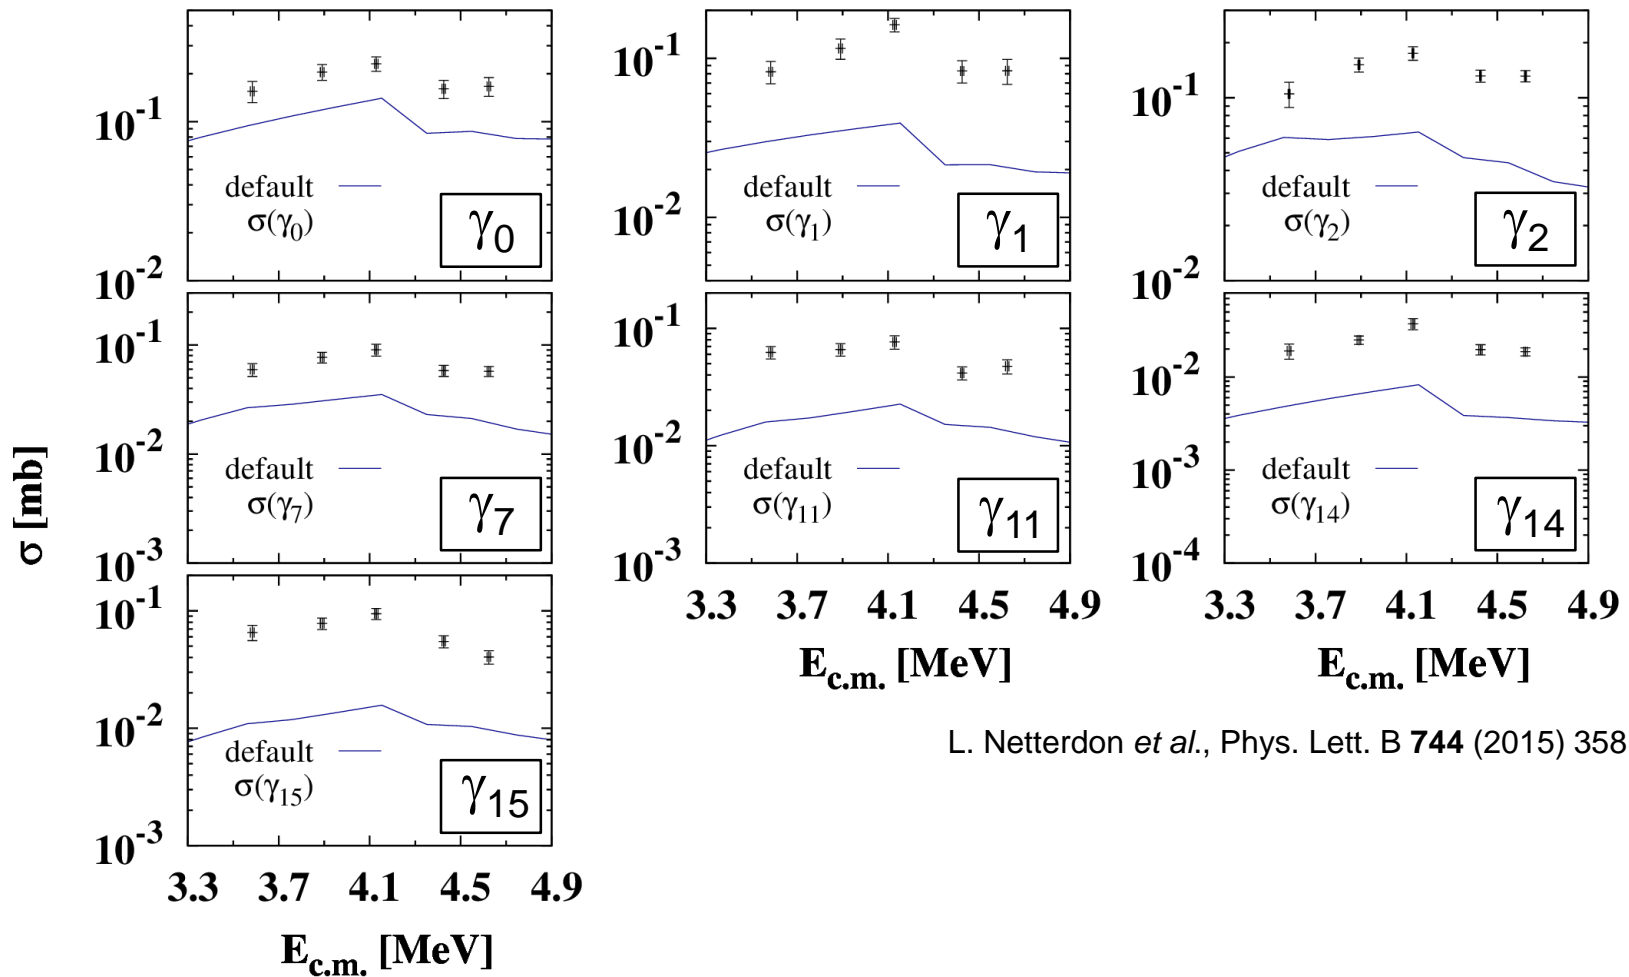 10⁻¹
10⁻²
default
σ(γ₀)
γ₀
10⁻¹
10⁻²
default
σ(γ₁)
γ₁
10⁻¹
10⁻²
default
σ(γ₂)
γ₂
σ [mb]
10⁻¹
10⁻²
10⁻³
default
σ(γ₇)
γ₇
10⁻¹
10⁻²
10⁻³
default
σ(γ₁₁)
γ₁₁
3.3 3.7 4.1 4.5 4.9
E_c.m. [MeV]
10⁻¹
10⁻²
10⁻³
10⁻⁴
default
σ(γ₁₄)
γ₁₄
3.3 3.7 4.1 4.5 4.9
E_c.m. [MeV]
10⁻¹
10⁻²
10⁻³
default
σ(γ₁₅)
γ₁₅
3.3 3.7 4.1 4.5 4.9
E_c.m. [MeV]
L. Netterdon et al., Phys. Lett. B 744 (2015) 358